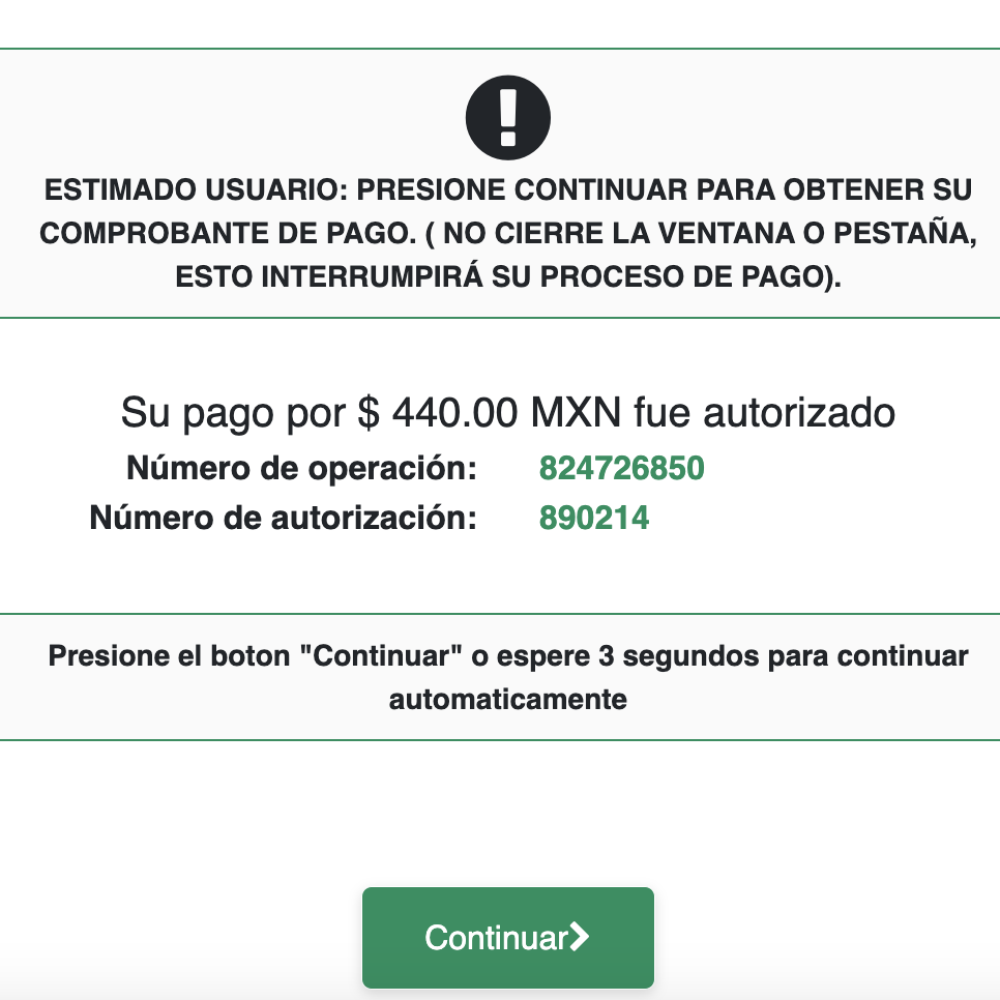 ESTIMADO USUARIO: PRESIONE CONTINUAR PARA OBTENER SU
COMPROBANTE DE PAGO. ( NO CIERRE LA VENTANA O PESTAÑA,
ESTO INTERRUMPIRÁ SU PROCESO DE PAGO).
Su pago por $ 440.00 MXN fue autorizado
Número de operación: 824726850
Número de autorización: 890214
Presione el boton "Continuar" o espere 3 segundos para continuar
automaticamente
Continuar